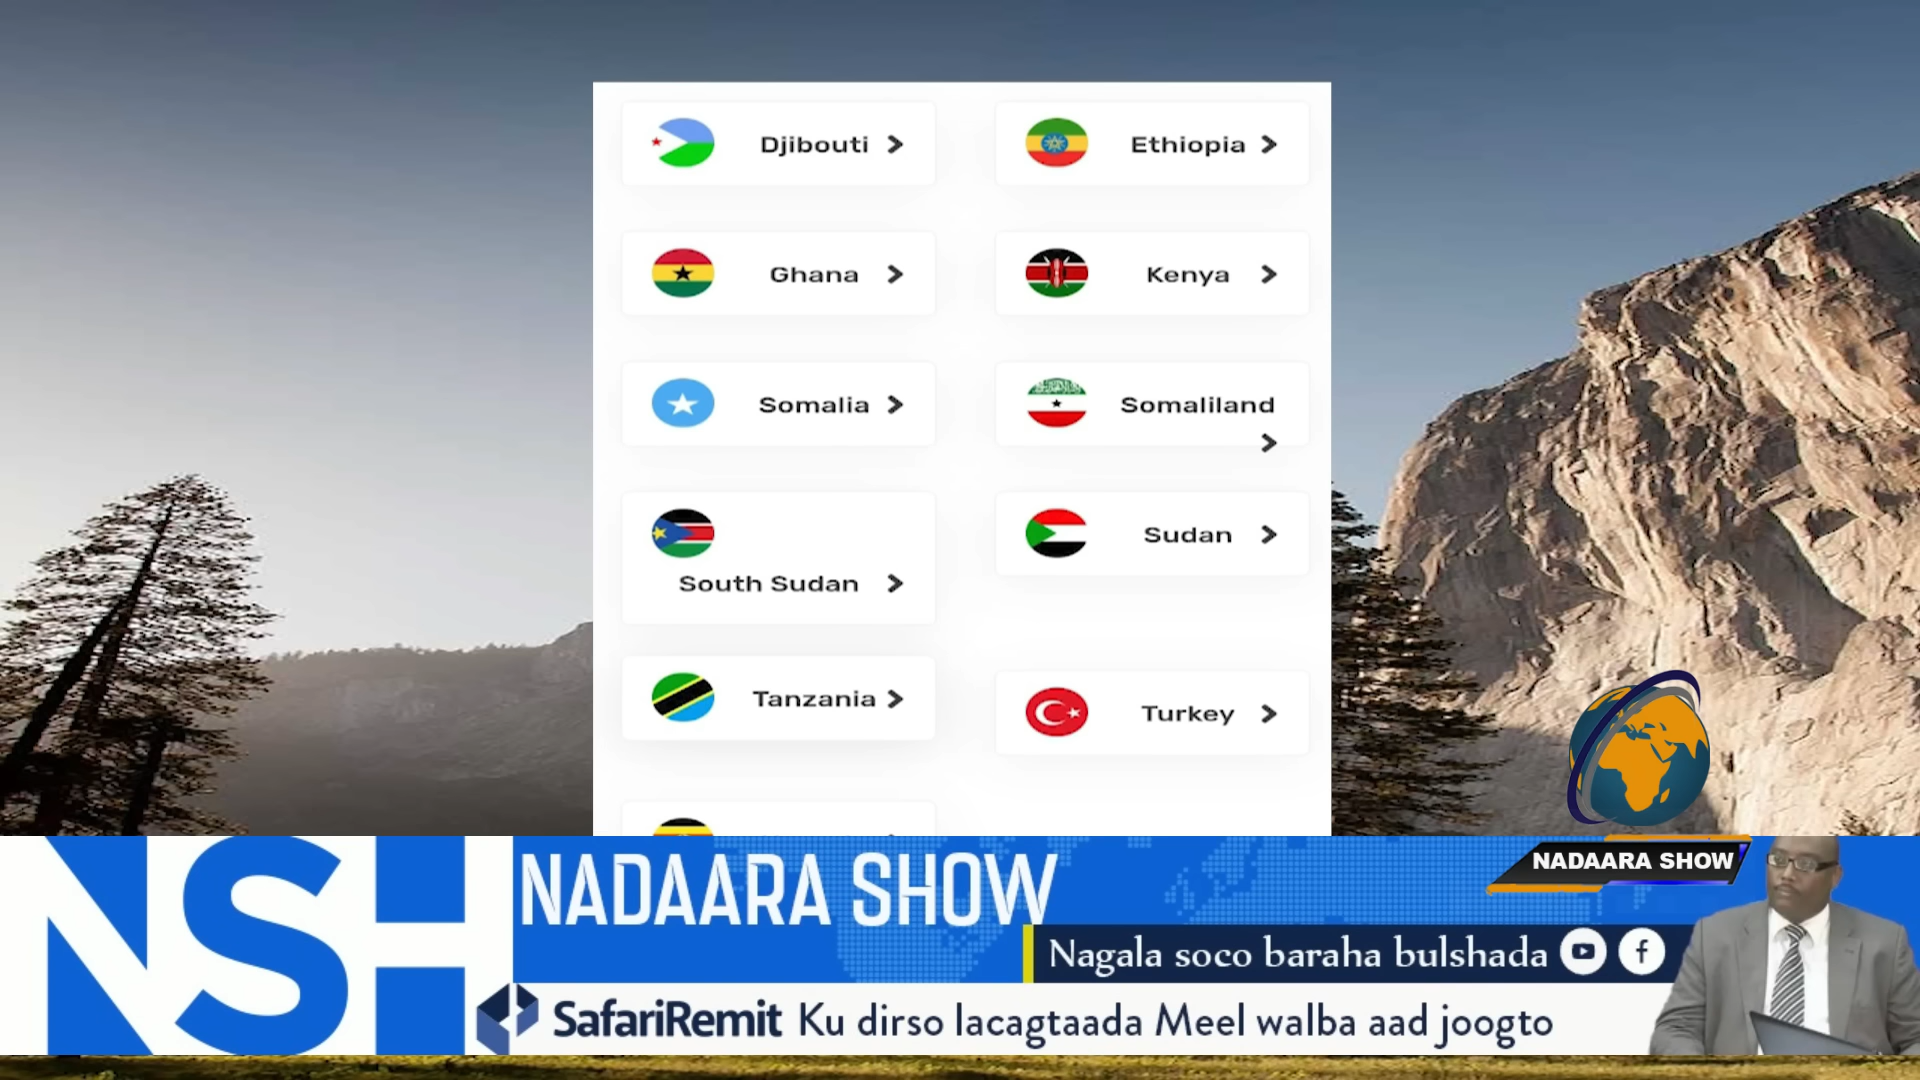 Djibouti
Ethiopia
Ghana
Kenya
Somalia
Somaliland
South Sudan
Sudan
Tanzania
Turkey
NADAARA SHOW
NSH
NADAARA SHOW
Nagala soco baraha bulshada
SafariRemit Ku dirso lacagtaada Meel walba aad joogto